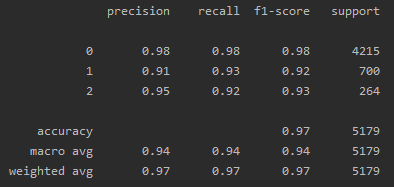 precision recall f1-score support
0 0.98 0.98 0.98 4215
1 0.91 0.93 0.92 700
2 0.95 0.92 0.93 264
accuracy 0.97 5179
macro avg 0.94 0.94 0.94 5179
weighted avg 0.97 0.97 0.97 5179